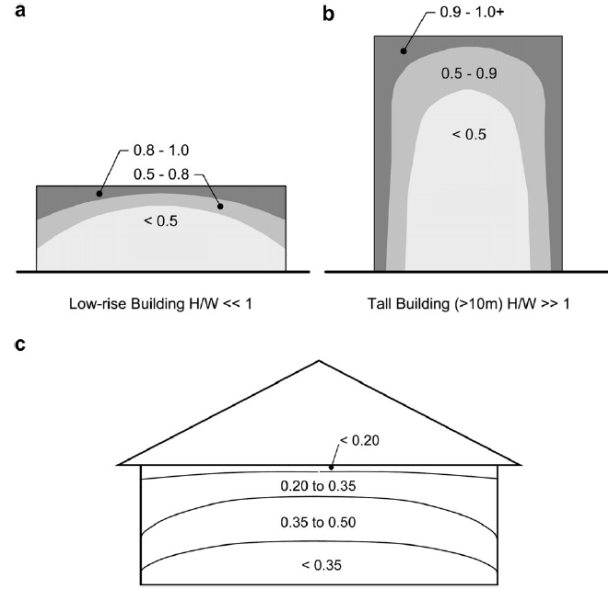 a
0.8 - 1.0
0.5 - 0.8
< 0.5
Low-rise Building H/W << 1
b
0.9 - 1.0+
0.5 - 0.9
< 0.5
Tall Building (>10m) H/W >> 1
c
< 0.20
0.20 to 0.35
0.35 to 0.50
< 0.35